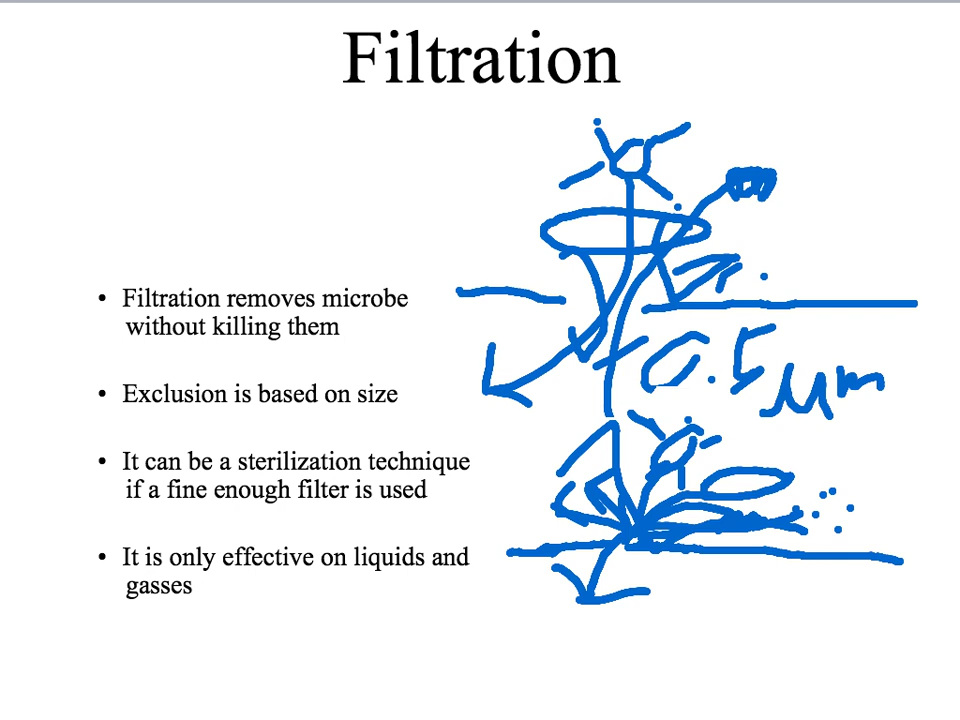 Filtration
• Filtration removes microbe
without killing them
• Exclusion is based on size
0.5 μm
• It can be a sterilization technique
if a fine enough filter is used
• It is only effective on liquids and
gasses